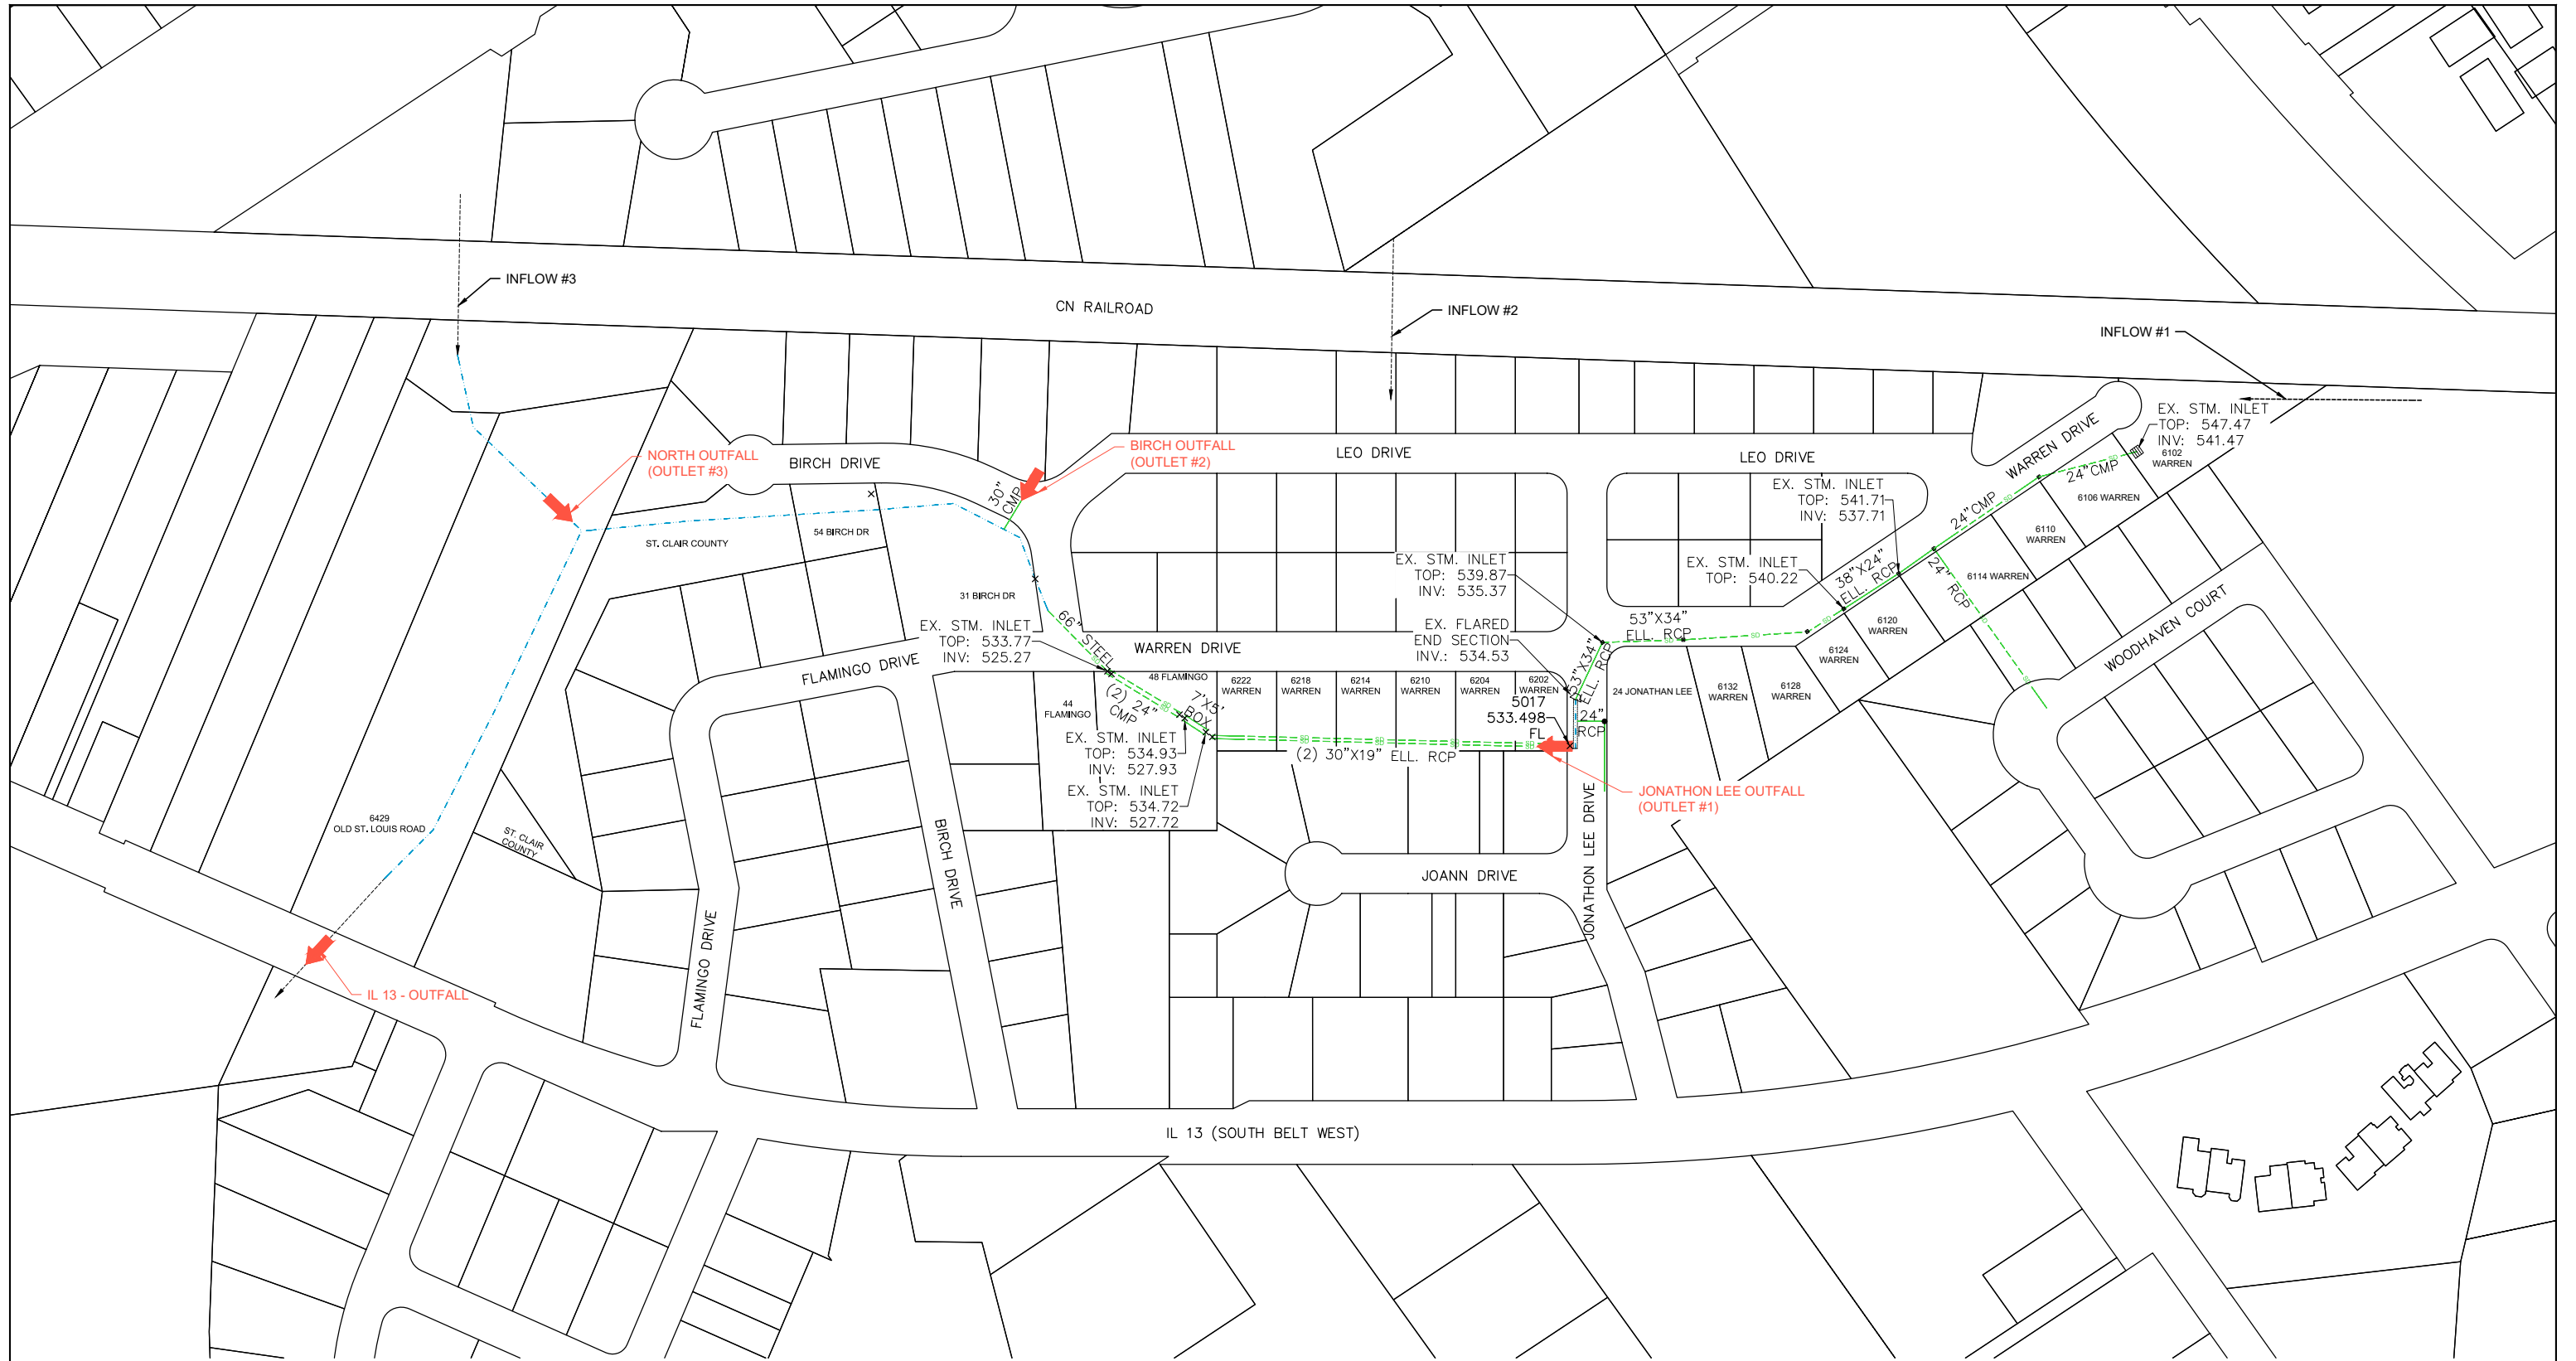 INFLOW #3
CN RAILROAD
INFLOW #2
INFLOW #1
EX. STM. INLET
TOP: 547.47
INV: 541.47
6102
WARREN
WARREN DRIVE
24"CMP
6106 WARREN
NORTH OUTFALL
(OUTLET #3)
BIRCH DRIVE
BIRCH OUTFALL
(OUTLET #2)
30"
CMP
LEO DRIVE
LEO DRIVE
EX. STM. INLET
TOP: 541.71
INV: 537.71
24"CMP
6110
WARREN
ST. CLAIR COUNTY
54 BIRCH DR
EX. STM. INLET
TOP: 539.87
INV: 535.37
EX. STM. INLET
TOP: 540.22
38"X24"
ELL. RCP
24" RCP
6114 WARREN
31 BIRCH DR
66" STEEL
EX. STM. INLET
TOP: 533.77
INV: 525.27
WARREN DRIVE
EX. FLARED
END SECTION
INV.: 534.53
53"X34"
ELL. RCP
53"X34"
ELL. RCP
6120
WARREN
6124
WARREN
WOODHAVEN COURT
FLAMINGO DRIVE
48 FLAMINGO
6222
WARREN
6218
WARREN
6214
WARREN
6210
WARREN
6204
WARREN
6202
WARREN
24 JONATHAN LEE
6132
WARREN
6128
WARREN
44
FLAMINGO
(2) 24"
CMP
7'X5'
BOX
5017
533.498
FL
24"
RCP
EX. STM. INLET
TOP: 534.93
INV: 527.93
(2) 30"X19" ELL. RCP
EX. STM. INLET
TOP: 534.72
INV: 527.72
JONATHON LEE OUTFALL
(OUTLET #1)
6429
OLD ST. LOUIS ROAD
ST. CLAIR
COUNTY
BIRCH DRIVE
JONATHON LEE DRIVE
JOANN DRIVE
FLAMINGO DRIVE
IL 13 - OUTFALL
IL 13 (SOUTH BELT WEST)